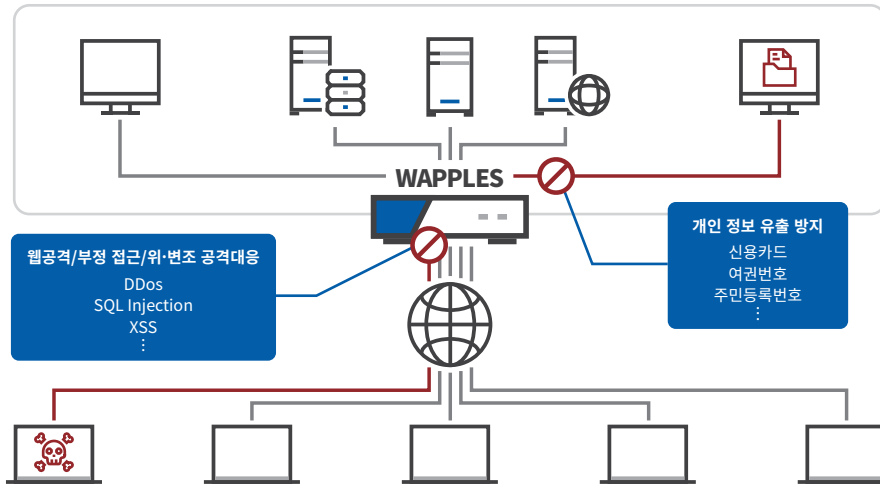 WAPPLES
개인 정보 유출 방지
신용카드
여권번호
주민등록번호
⋮
웹공격/부정 접근/위·변조 공격대응
DDos
SQL Injection
XSS
⋮